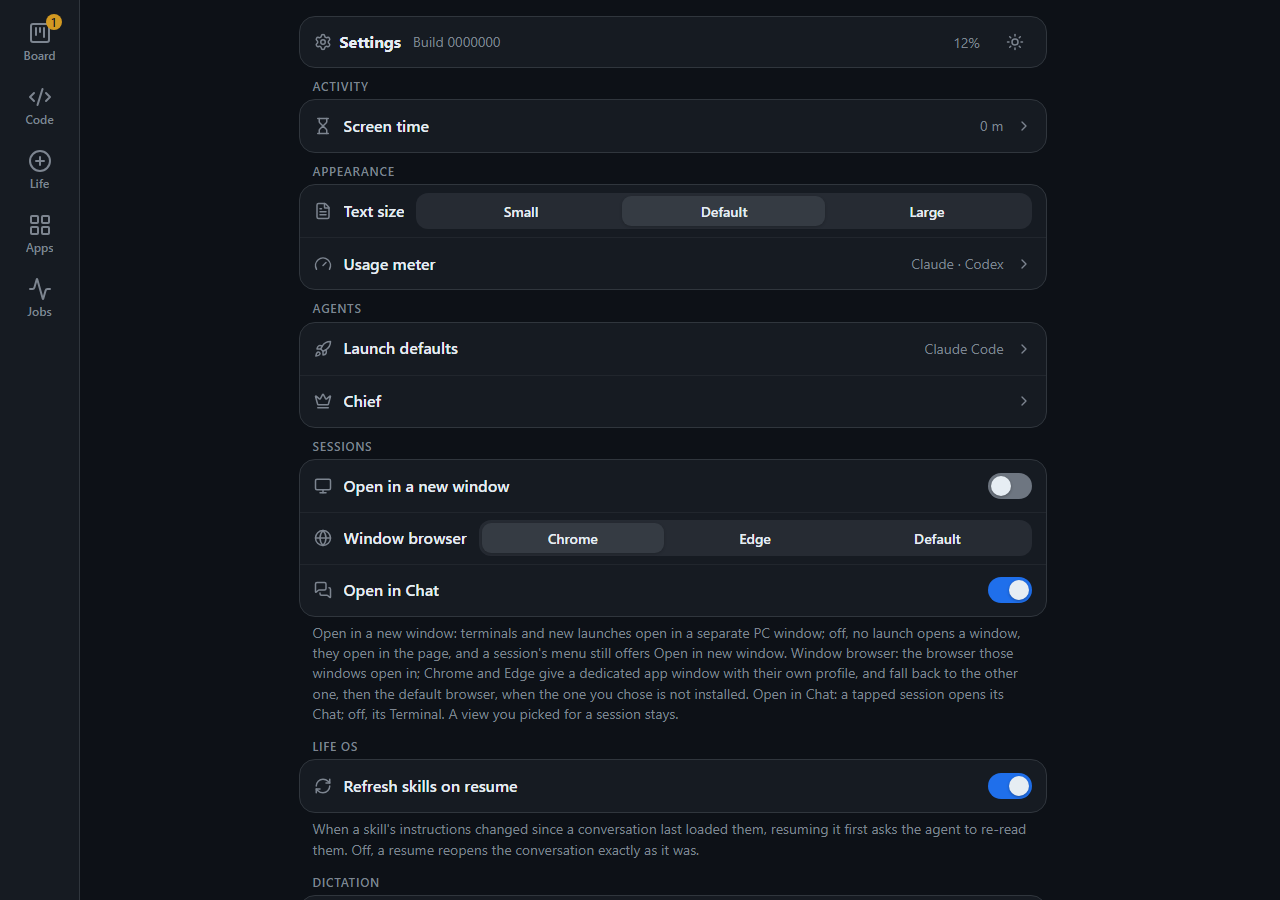 1
Board
Code
Life
Apps
Jobs
Settings Build 0000000 12%
ACTIVITY
Screen time 0 m
APPEARANCE
Text size Small Default Large
Usage meter Claude · Codex
AGENTS
Launch defaults Claude Code
Chief
SESSIONS
Open in a new window
Window browser Chrome Edge Default
Open in Chat
Open in a new window: terminals and new launches open in a separate PC window; off, no launch opens a window,
they open in the page, and a session's menu still offers Open in new window. Window browser: the browser those
windows open in; Chrome and Edge give a dedicated app window with their own profile, and fall back to the other
one, then the default browser, when the one you chose is not installed. Open in Chat: a tapped session opens its
Chat; off, its Terminal. A view you picked for a session stays.
LIFE OS
Refresh skills on resume
When a skill's instructions changed since a conversation last loaded them, resuming it first asks the agent to re-read
them. Off, a resume reopens the conversation exactly as it was.
DICTATION